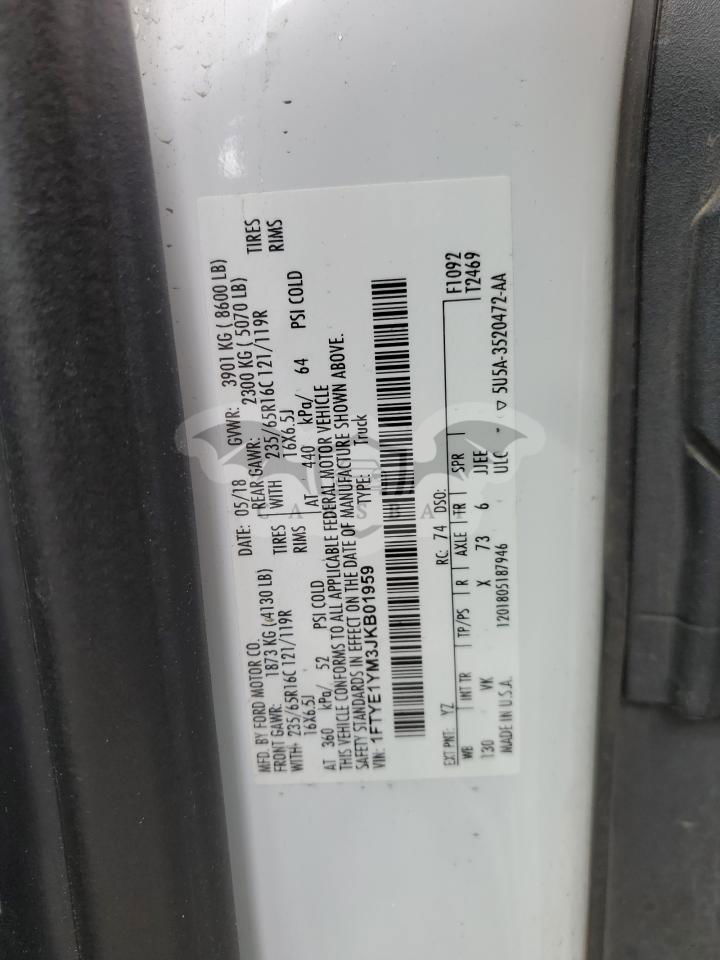 MFD. BY FORD MOTOR CO.
DATE: 05/18 GVWR: 3901 KG ( 8600 LB)
FRONT GAWR: 1873 KG (4130 LB) REAR GAWR: 2300 KG ( 5070 LB)
WITH 235/65R16C 121/119R TIRES WITH 235/65R16C 121/119R TIRES
16X6.5J RIMS 16X6.5J RIMS
AT 360 kPa/ 52 PSI COLD AT 440 kPa/ 64 PSI COLD
THIS VEHICLE CONFORMS TO ALL APPLICABLE FEDERAL MOTOR VEHICLE
SAFETY STANDARDS IN EFFECT ON THE DATE OF MANUFACTURE SHOWN ABOVE.
VIN: 1FTYE1YM3JKB01959 TYPE: Truck
EXT PNT: YZ RC: 74 DSO: F1092
WB INT TR TP/PS R AXLE TR SPR T2469
130 VK X 73 6 JJEE
MADE IN U.S.A. 1201805187946 ULC ▽ 5U5A-3520472-AA